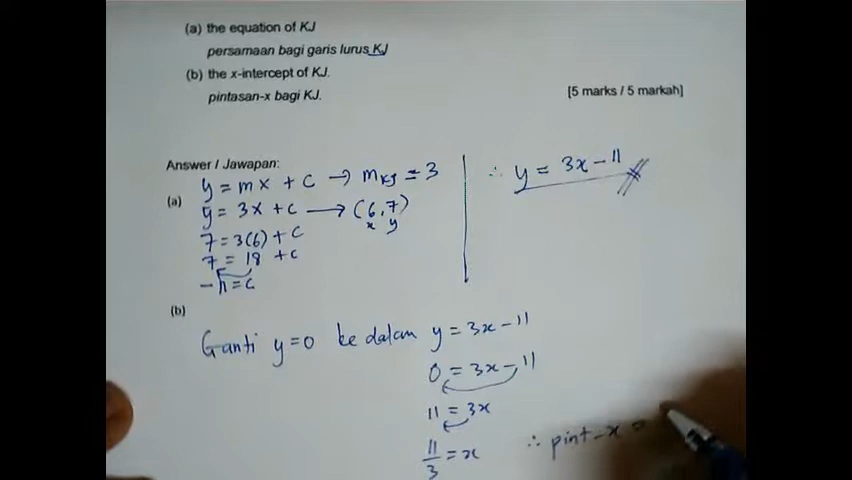 (a) the equation of KJ
persamaan bagi garis lurus KJ
(b) the x-intercept of KJ.
pintasan-x bagi KJ.
[5 marks / 5 markah]
Answer / Jawapan:
(a)
y = mx + c → mKJ = 3
y = 3x + c → (6, 7)
x y
7 = 3(6) + c
7 = 18 + c
-11 = c
∴ y = 3x - 11
(b)
Ganti y = 0 ke dalam y = 3x - 11
0 = 3x - 11
11 = 3x
11/3 = x
∴ pint-x =